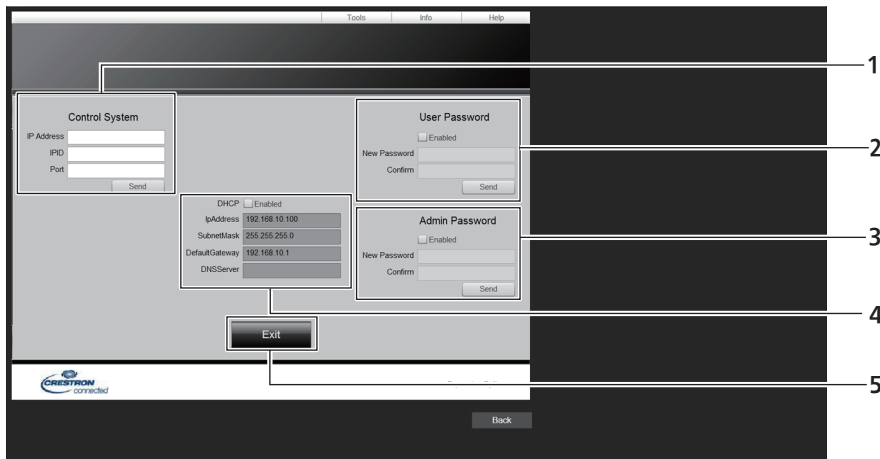 Tools Info Help
1
Control System
IP Address
IPID
Port
Send
User Password
Enabled
New Password
Confirm
Send
2
DHCP Enabled
IpAddress 192.168.10.100
SubnetMask 255.255.255.0
DefaultGateway 192.168.10.1
DNSServer
Admin Password
Enabled
New Password
Confirm
Send
3
4
Exit
CRESTRON
connected
5
Back